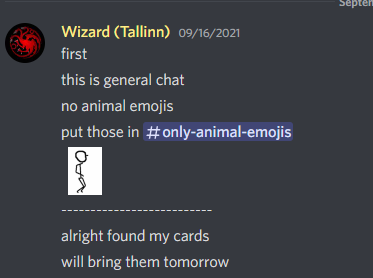 Septem
Wizard (Tallinn) 09/16/2021
first
this is general chat
no animal emojis
put those in #only-animal-emojis
--------------------------
alright found my cards
will bring them tomorrow